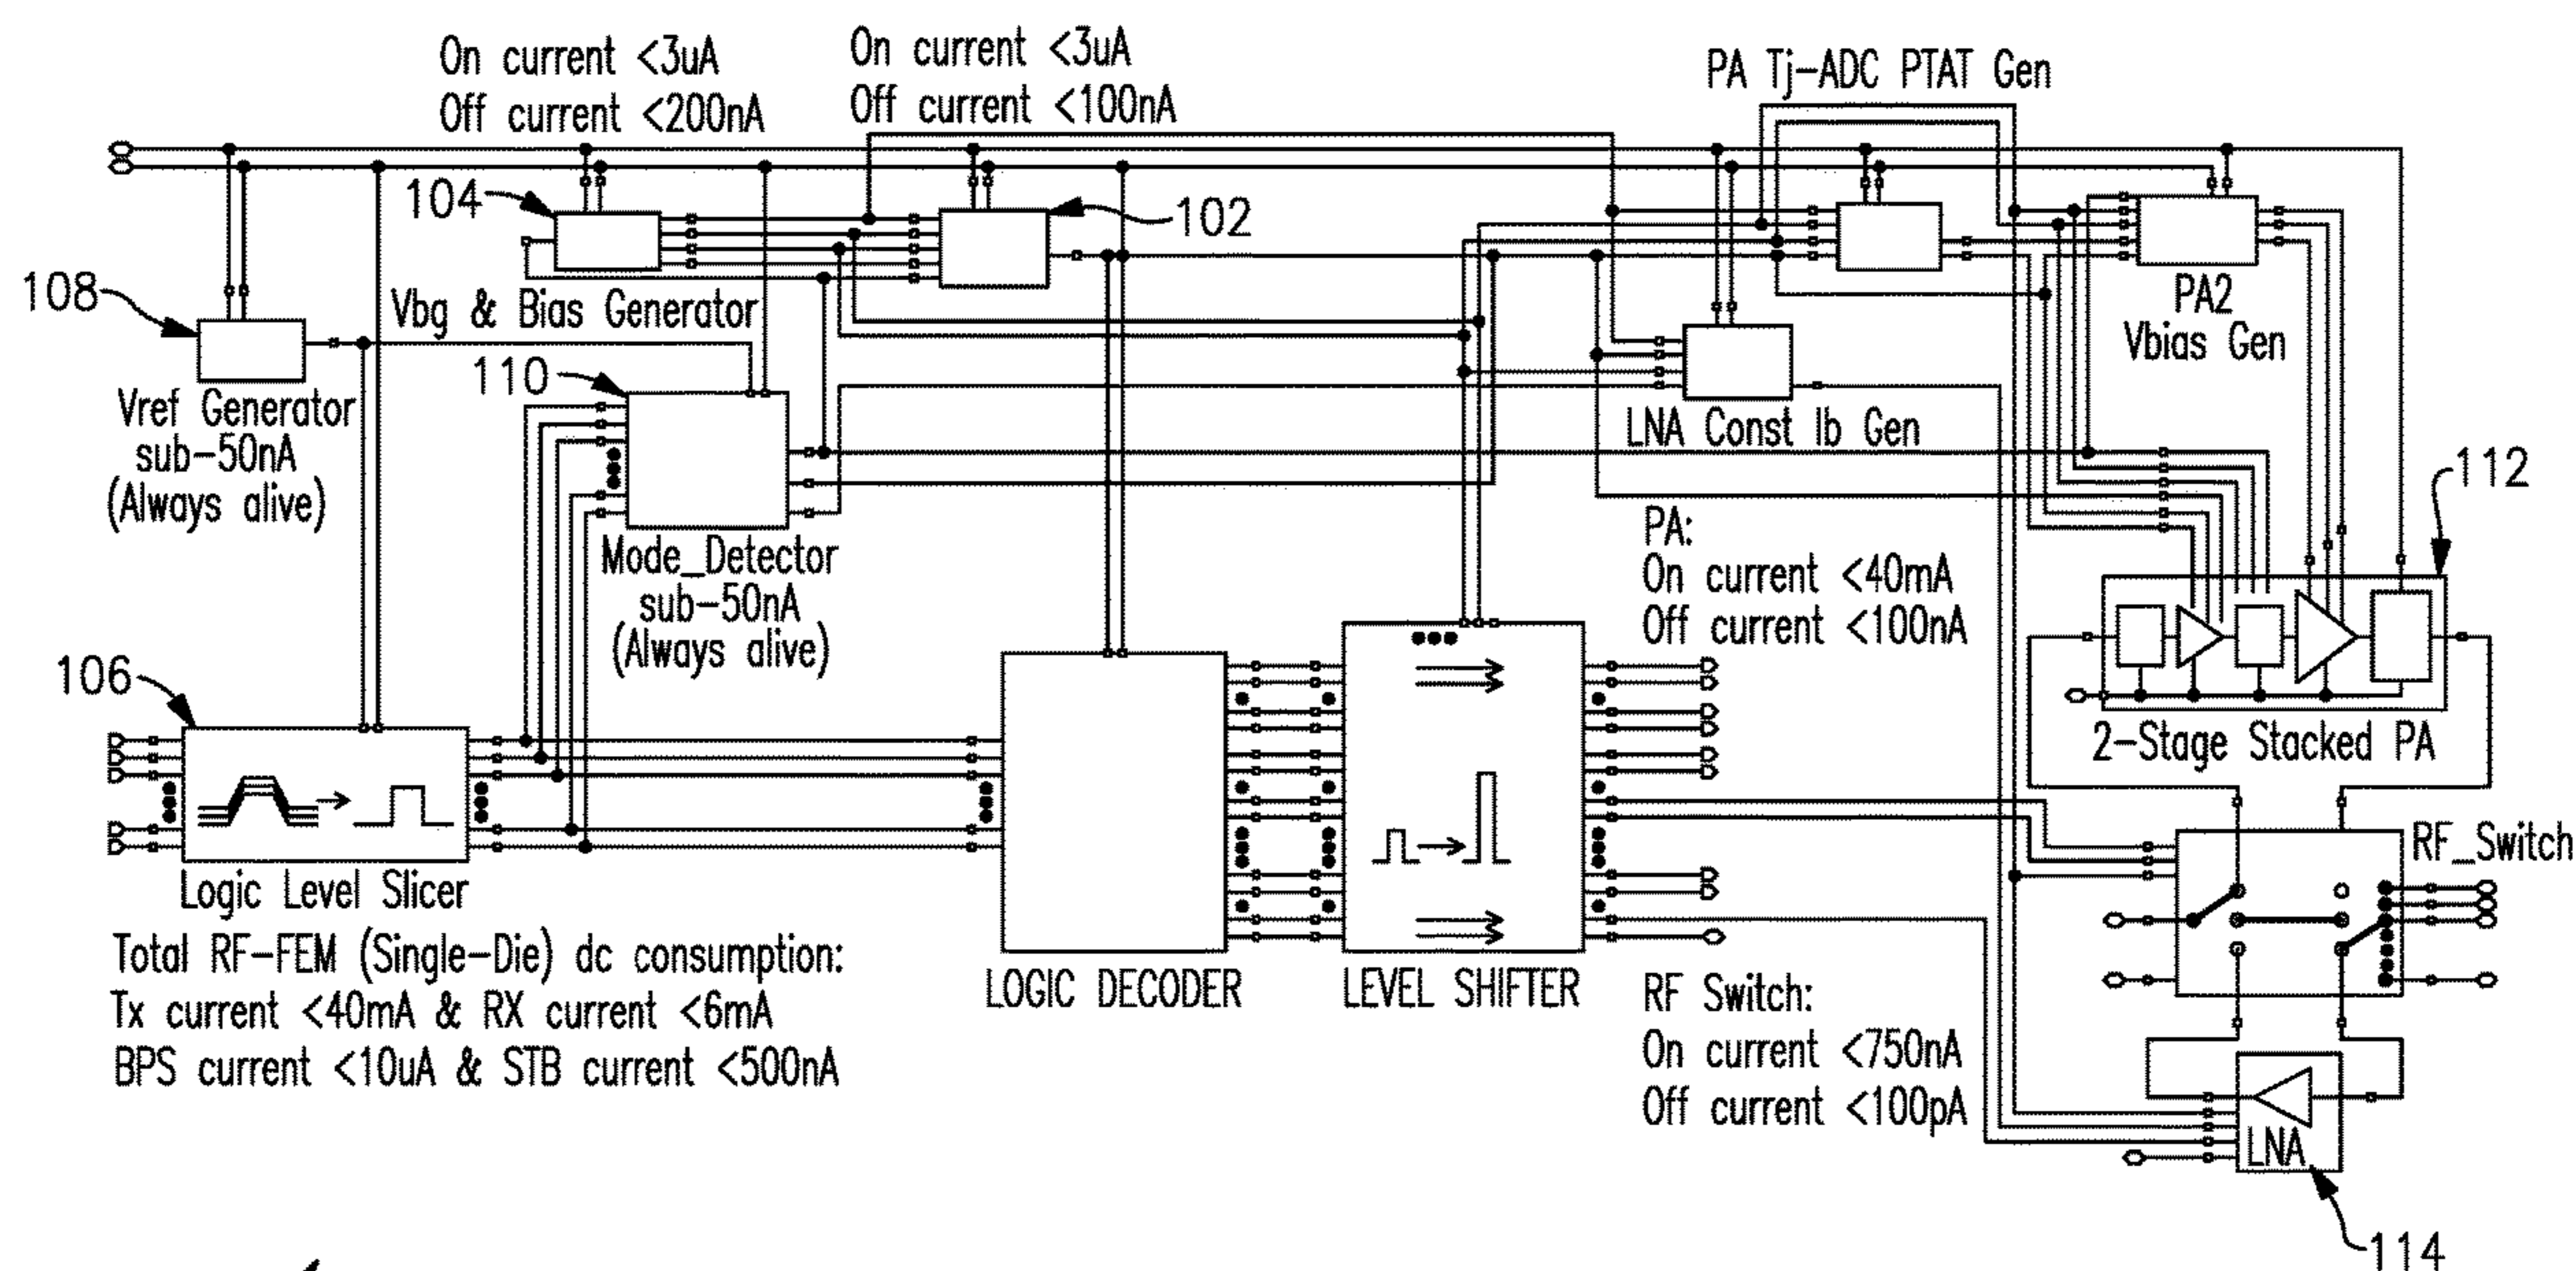 On current <3uA
Off current <200nA
On current <3uA
Off current <100nA
PA Tj-ADC PTAT Gen
104
102
108
Vbg & Bias Generator
PA2
Vbias Gen
110
Vref Generator
sub-50nA
(Always alive)
LNA Const Ib Gen
112
Mode_Detector
sub-50nA
(Always alive)
PA:
On current <40mA
Off current <100nA
106
2-Stage Stacked PA
RF_Switch
Logic Level Slicer
Total RF-FEM (Single-Die) dc consumption:
Tx current <40mA & RX current <6mA
BPS current <10uA & STB current <500nA
LOGIC DECODER
LEVEL SHIFTER
RF Switch:
On current <750nA
Off current <100pA
LNA
114